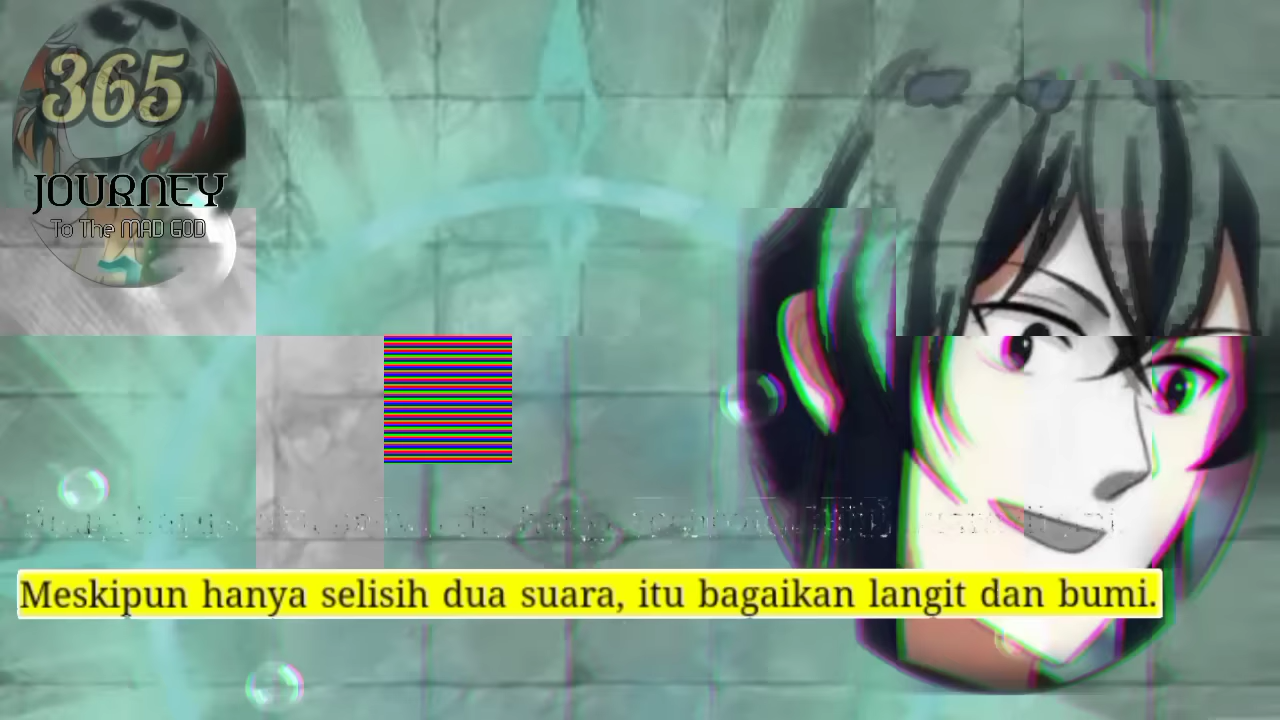 365
JOURNEY
To The MAD GOD
Meskipun hanya selisih dua suara, itu bagaikan langit dan bumi.